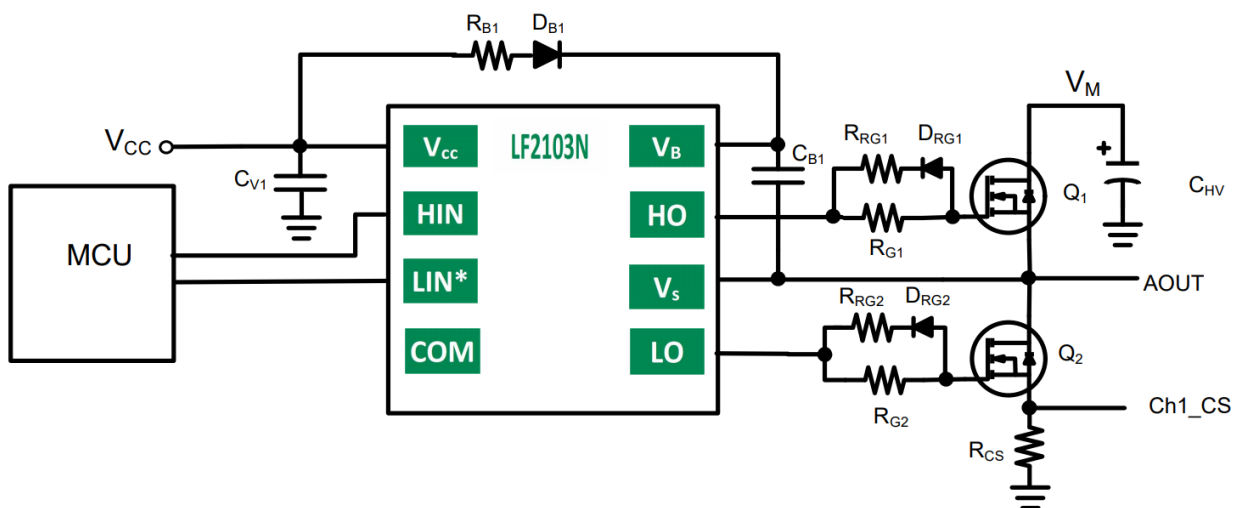 RB1 DB1
VM
VCC
Vcc LF2103N VB
CV1
CB1
RRG1 DRG1
+
Q1
CHV
MCU
HIN HO
RG1
LIN* Vs
AOUT
RRG2 DRG2
COM LO
Q2
RG2
Ch1_CS
RCS